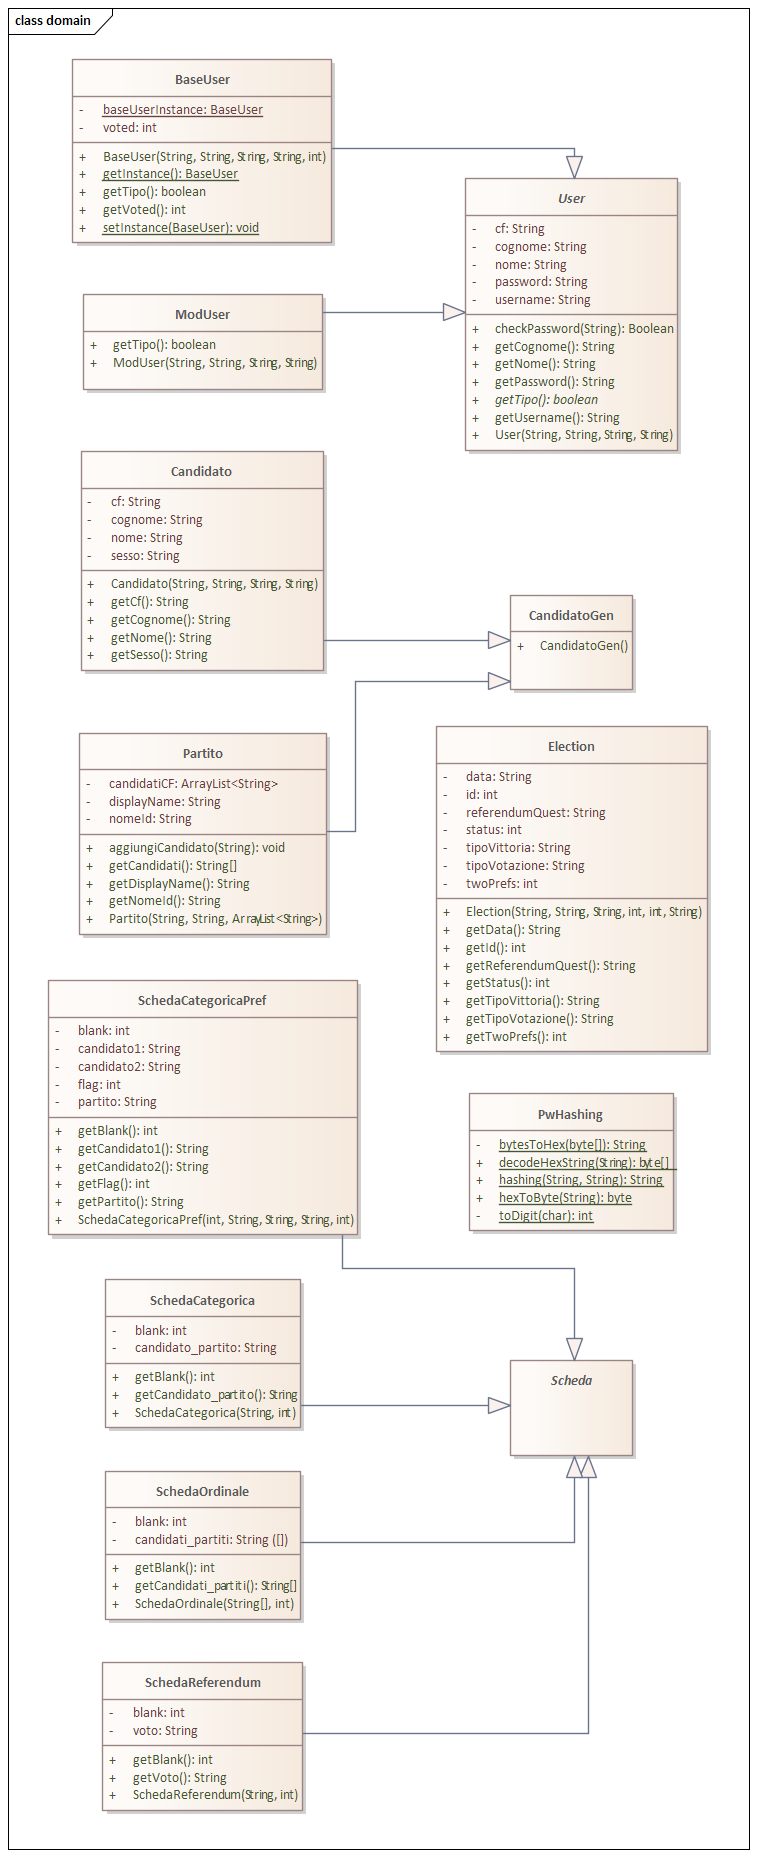 class domain
BaseUser
- baseUserInstance: BaseUser
- voted: int
+ BaseUser(String, String, String, String, int)
+ getInstance(): BaseUser
+ getTipo(): boolean
+ getVoted(): int
+ setInstance(BaseUser): void
User
- cf: String
- cognome: String
- nome: String
- password: String
- username: String
+ checkPassword(String): Boolean
+ getCognome(): String
+ getNome(): String
+ getPassword(): String
+ getTipo(): boolean
+ getUsername(): String
+ User(String, String, String, String)
ModUser
+ getTipo(): boolean
+ ModUser(String, String, String, String)
Candidato
- cf: String
- cognome: String
- nome: String
- sesso: String
+ Candidato(String, String, String, String)
+ getCf(): String
+ getCognome(): String
+ getNome(): String
+ getSesso(): String
CandidatoGen
+ CandidatoGen()
Partito
- candidatiCF: ArrayList<String>
- displayName: String
- nomeId: String
+ aggiungiCandidato(String): void
+ getCandidati(): String[]
+ getDisplayName(): String
+ getNomeId(): String
+ Partito(String, String, ArrayList<String>)
Election
- data: String
- id: int
- referendumQuest: String
- status: int
- tipoVittoria: String
- tipoVotazione: String
- twoPrefs: int
+ Election(String, String, String, int, int, String)
+ getData(): String
+ getId(): int
+ getReferendumQuest(): String
+ getStatus(): int
+ getTipoVittoria(): String
+ getTipoVotazione(): String
+ getTwoPrefs(): int
SchedaCategoricaPref
- blank: int
- candidato1: String
- candidato2: String
- flag: int
- partito: String
+ getBlank(): int
+ getCandidato1(): String
+ getCandidato2(): String
+ getFlag(): int
+ getPartito(): String
+ SchedaCategoricaPref(int, String, String, String, int)
PwHashing
- bytesToHex(byte[]): String
+ decodeHexString(String): byte[]
+ hashing(String, String): String
+ hexToByte(String): byte
- toDigit(char): int
SchedaCategorica
- blank: int
- candidato_partito: String
+ getBlank(): int
+ getCandidato_partito(): String
+ SchedaCategorica(String, int)
Scheda
SchedaOrdinale
- blank: int
- candidati_partiti: String ([])
+ getBlank(): int
+ getCandidati_partiti(): String[]
+ SchedaOrdinale(String[], int)
SchedaReferendum
- blank: int
- voto: String
+ getBlank(): int
+ getVoto(): String
+ SchedaReferendum(String, int)